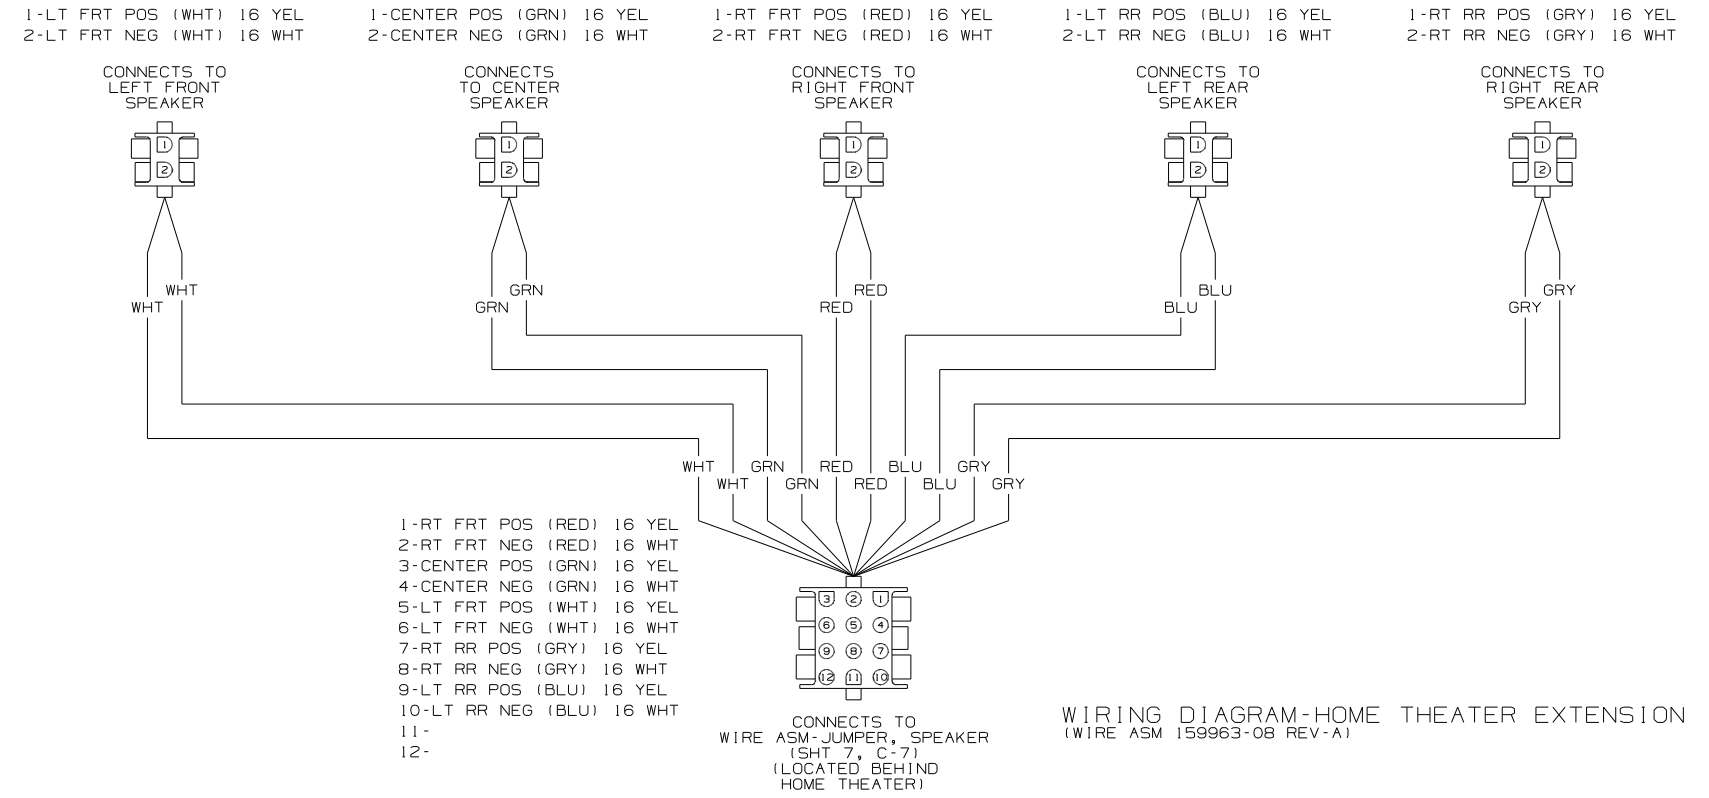 1-LT FRT POS (WHT) 16 YEL
2-LT FRT NEG (WHT) 16 WHT
1-CENTER POS (GRN) 16 YEL
2-CENTER NEG (GRN) 16 WHT
1-RT FRT POS (RED) 16 YEL
2-RT FRT NEG (RED) 16 WHT
1-LT RR POS (BLU) 16 YEL
2-LT RR NEG (BLU) 16 WHT
1-RT RR POS (GRY) 16 YEL
2-RT RR NEG (GRY) 16 WHT
CONNECTS TO
LEFT FRONT
SPEAKER
CONNECTS
TO CENTER
SPEAKER
CONNECTS TO
RIGHT FRONT
SPEAKER
CONNECTS TO
LEFT REAR
SPEAKER
CONNECTS TO
RIGHT REAR
SPEAKER
1
2
1
2
1
2
1
2
1
2
WHT
WHT
GRN
GRN
RED
RED
BLU
BLU
GRY
GRY
WHT
WHT
GRN
GRN
RED
RED
BLU
BLU
GRY
GRY
1-RT FRT POS (RED) 16 YEL
2-RT FRT NEG (RED) 16 WHT
3-CENTER POS (GRN) 16 YEL
4-CENTER NEG (GRN) 16 WHT
5-LT FRT POS (WHT) 16 YEL
6-LT FRT NEG (WHT) 16 WHT
7-RT RR POS (GRY) 16 YEL
8-RT RR NEG (GRY) 16 WHT
9-LT RR POS (BLU) 16 YEL
10-LT RR NEG (BLU) 16 WHT
11-
12-
3 2 1
6 5 4
9 8 7
12 11 10
CONNECTS TO
WIRE ASM-JUMPER, SPEAKER
(SHT 7, C-7)
(LOCATED BEHIND
HOME THEATER)
WIRING DIAGRAM-HOME THEATER EXTENSION
(WIRE ASM 159963-08 REV-A)